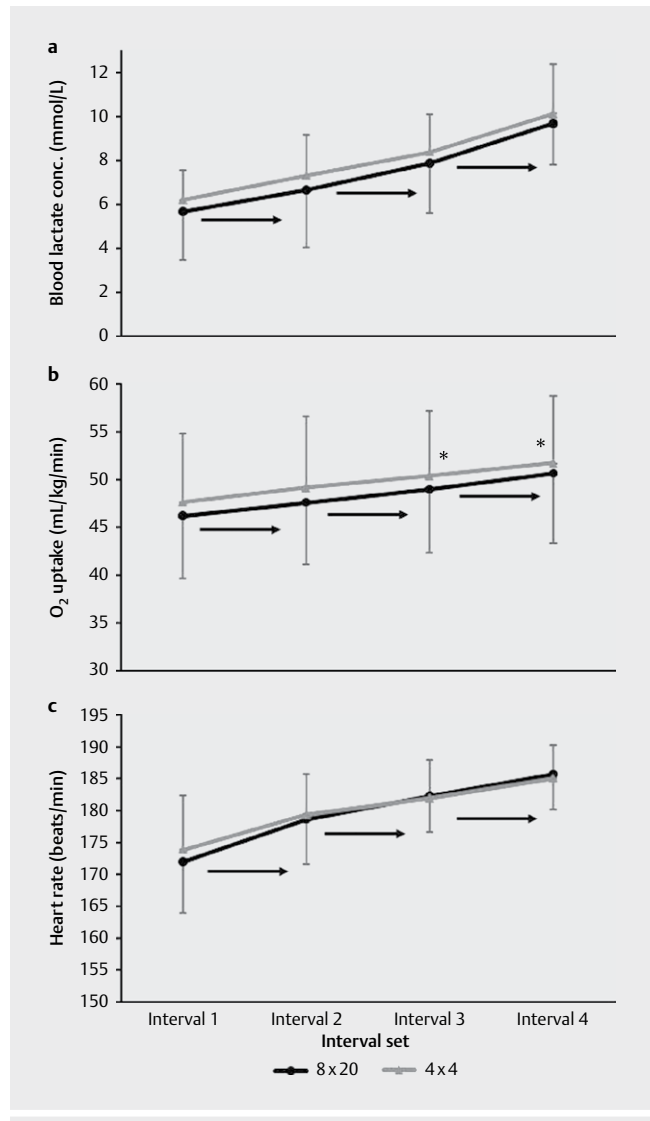 a
Blood lactate conc. (mmol/L)
12
10
8
6
4
2
0
b
O₂ uptake (mL/kg/min)
60
55
50
45
40
35
30
*
*
c
Heart rate (beats/min)
195
190
185
180
175
170
165
160
155
150
Interval 1 Interval 2 Interval 3 Interval 4
Interval set
8 x 20 4 x 4